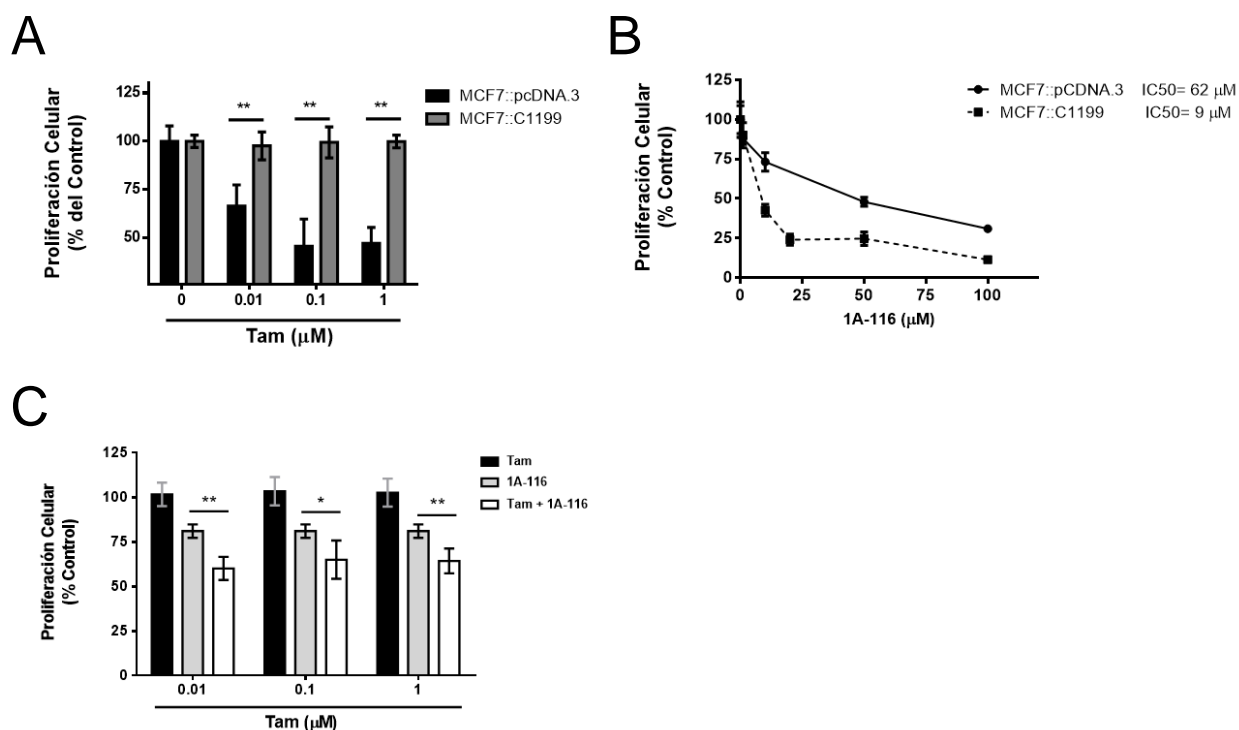 A
Proliferación Celular
(% del Control)
125
100
75
50
**
**
**
MCF7::pcDNA.3
MCF7::C1199
0
0.01
0.1
1
Tam (μM)
B
Proliferación Celular
(% Control)
125
100
75
50
25
0
MCF7::pCDNA.3 IC50= 62 μM
MCF7::C1199 IC50= 9 μM
0
25
50
75
100
1A-116 (μM)
C
Proliferación Celular
(% Control)
125
100
75
50
25
0
**
*
**
Tam
1A-116
Tam + 1A-116
0.01
0.1
1
Tam (μM)